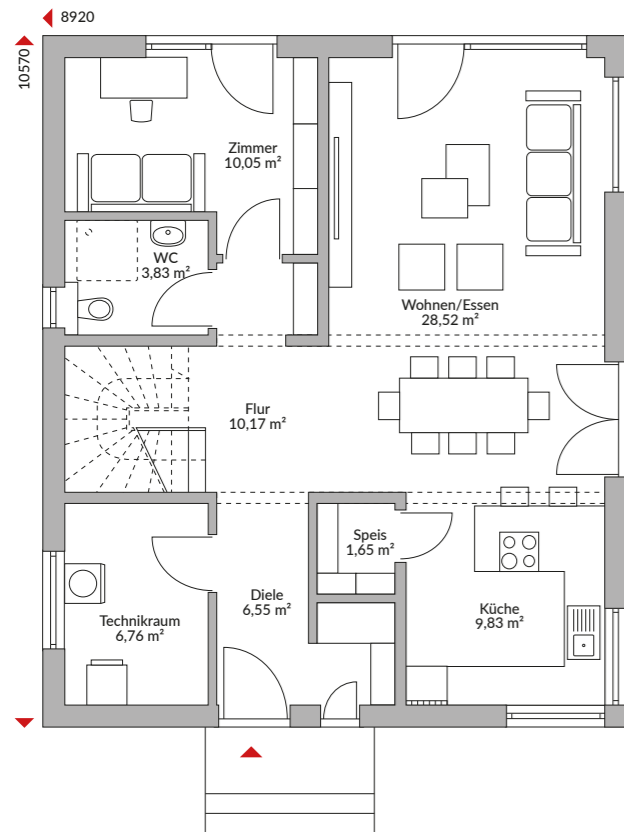 8920
10570
Zimmer
10,05 m²
WC
3,83 m²
Wohnen/Essen
28,52 m²
Flur
10,17 m²
Speis
1,65 m²
Diele
6,55 m²
Technikraum
6,76 m²
Küche
9,83 m²